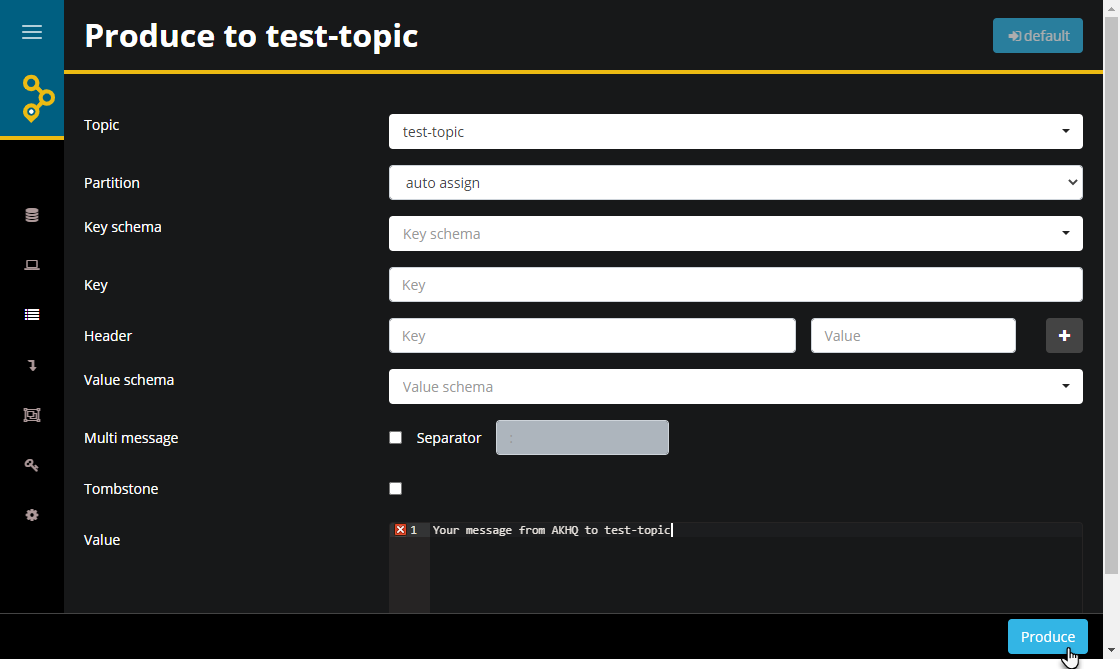 Produce to test-topic
default
Topic
test-topic
Partition
auto assign
Key schema
Key schema
Key
Key
Header
Key
Value
Value schema
Value schema
Multi message
Separator
:
Tombstone
Value
1
Your message from AKHQ to test-topic
Produce